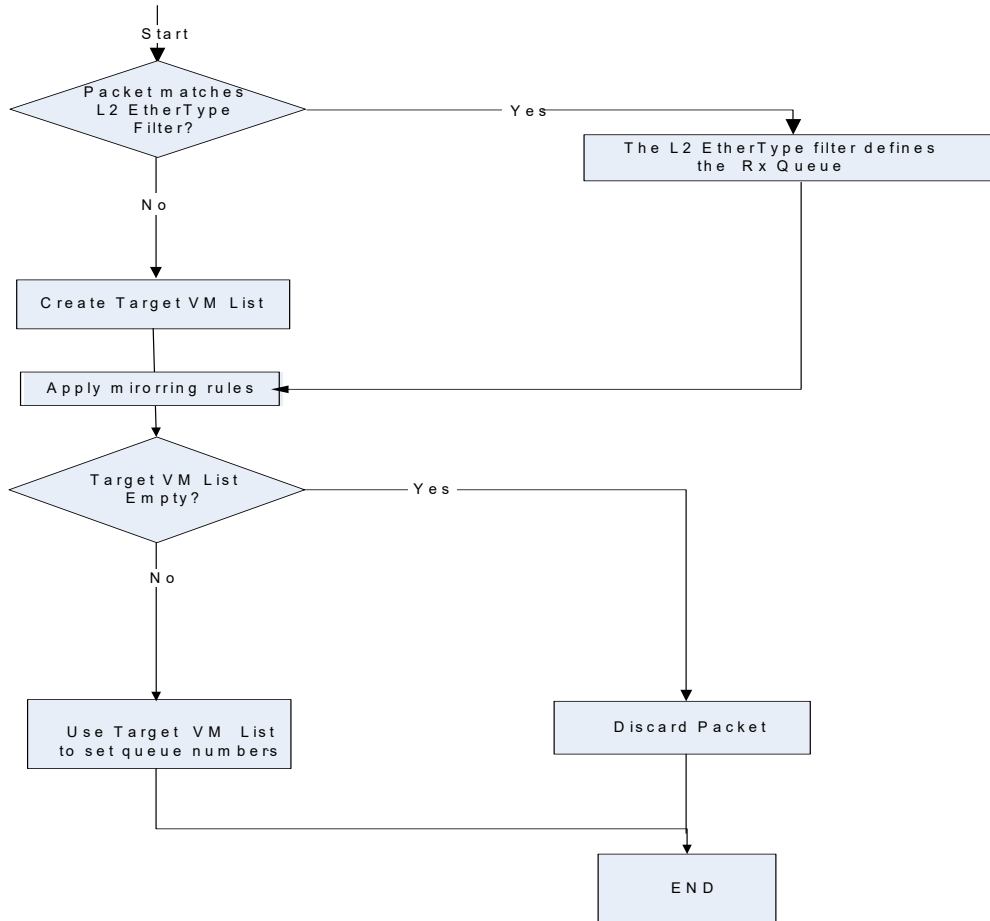 Start
Packet matches
L2 EtherType
Filter?
Yes
The L2 EtherType filter defines
the Rx Queue
No
Create Target VM List
Apply mirorring rules
Target VM List
Empty?
Yes
No
Use Target VM List
to set queue numbers
Discard Packet
END